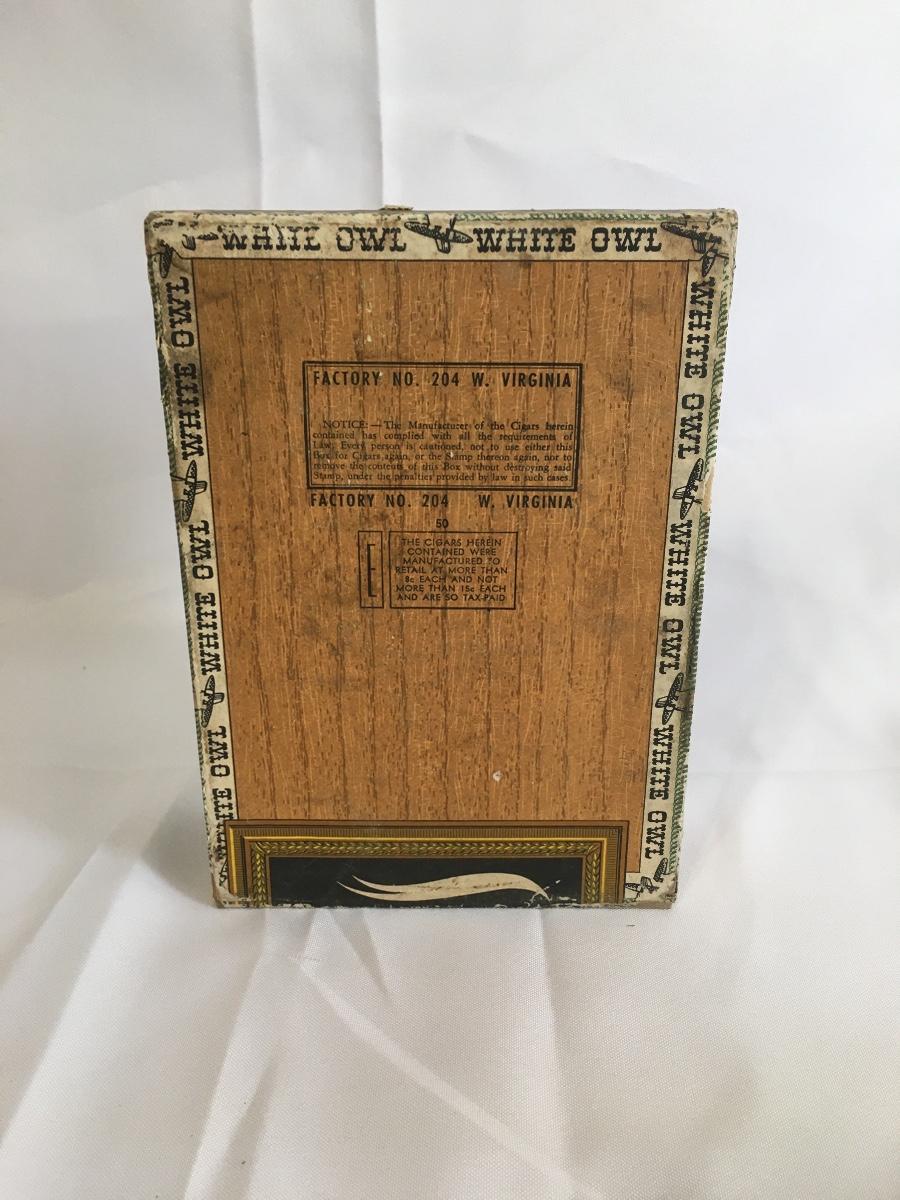 WHITE OWL WHITE OWL
WHITE OWL
WHITE OWL
WHITE OWL
WHITE OWL
WHITE OWL
WHITE OWL
FACTORY NO. 204 W. VIRGINIA
NOTICE:—The Manufacturer of the Cigars herein
contained has complied with all the requirements of
Law. Every person is cautioned, not to use either this
Box for Cigars again, or the Stamp thereon again, nor to
remove the contents of this Box without destroying said
Stamp, under the penalties provided by law in such cases.
FACTORY NO. 204 W. VIRGINIA
50
E
THE CIGARS HEREIN
CONTAINED WERE
MANUFACTURED TO
RETAIL AT MORE THAN
8c EACH AND NOT
MORE THAN 15c EACH
AND ARE SO TAX-PAID